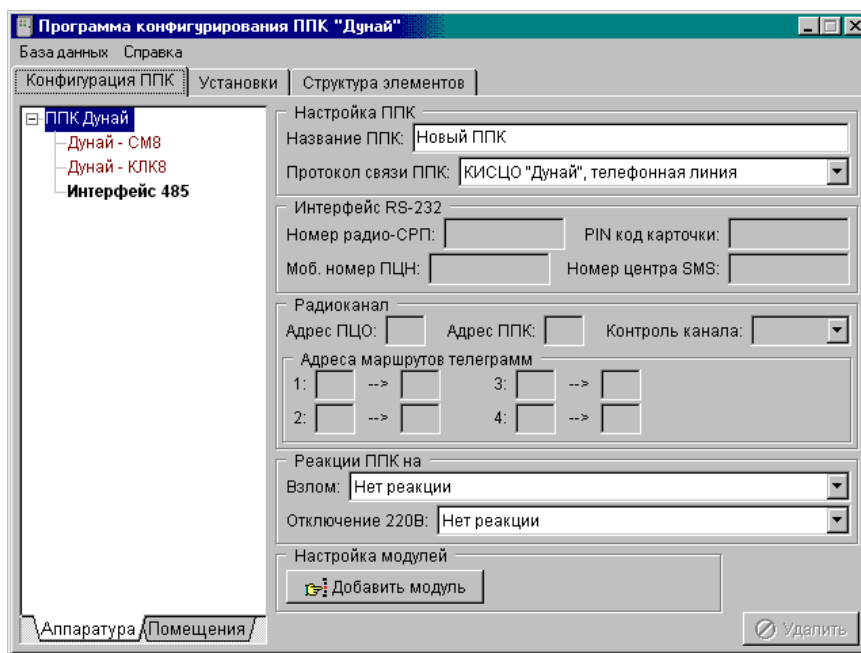 Программа конфигурирования ППК "Дунай"
База данных Справка
Конфигурация ППК Установки Структура элементов
ППК Дунай
Дунай - СМ8
Дунай - КЛК8
Интерфейс 485
Настройка ППК
Название ППК: Новый ППК
Протокол связи ППК: КИСЦО "Дунай", телефонная линия
Интерфейс RS-232
Номер радио-СРП: PIN код карточки:
Моб. номер ПЦН: Номер центра SMS:
Радиоканал
Адрес ПЦО: Адрес ППК: Контроль канала:
Адреса маршрутов телеграмм
1: --> 3: -->
2: --> 4: -->
Реакции ППК на
Взлом: Нет реакции
Отключение 220В: Нет реакции
Настройка модулей
Добавить модуль
Аппаратура Помещения
Удалить